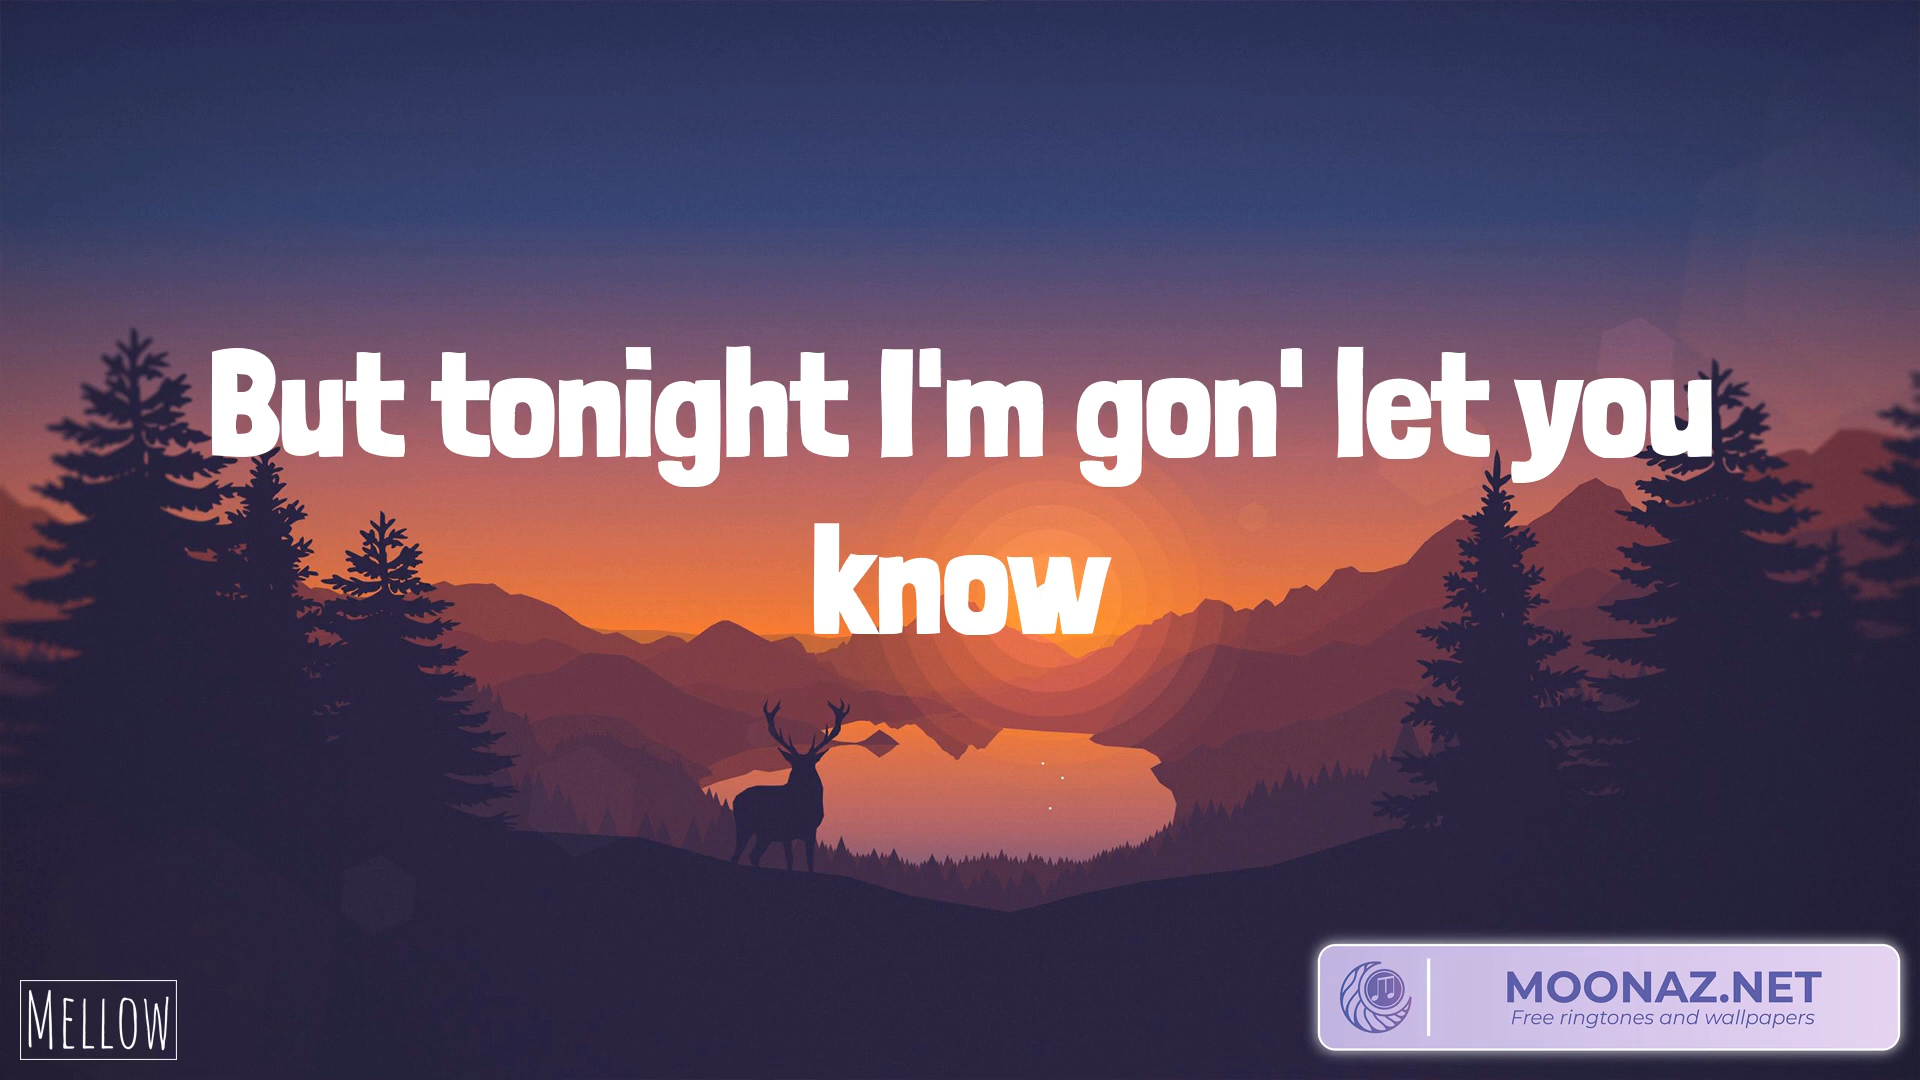 But tonight I'm gon' let you
know
MELLOW
MOONAZ.NET
Free ringtones and wallpapers